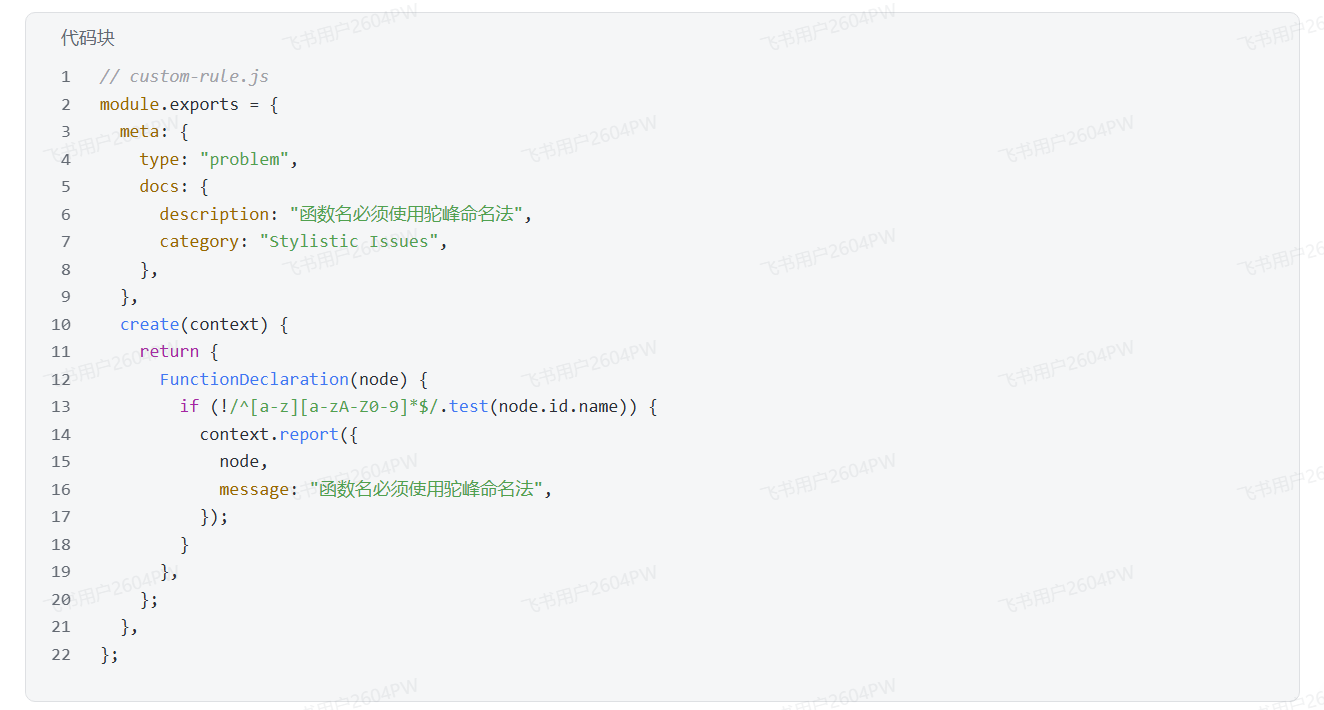 代码块
1 // custom-rule.js
2 module.exports = {
3   meta: {
4     type: "problem",
5     docs: {
6       description: "函数名必须使用驼峰命名法",
7       category: "Stylistic Issues",
8     },
9   },
10   create(context) {
11     return {
12       FunctionDeclaration(node) {
13         if (!/^[a-z][a-zA-Z0-9]*$/.test(node.id.name)) {
14           context.report({
15             node,
16             message: "函数名必须使用驼峰命名法",
17           });
18         }
19       },
20     };
21   },
22 };
飞书用户2604PW